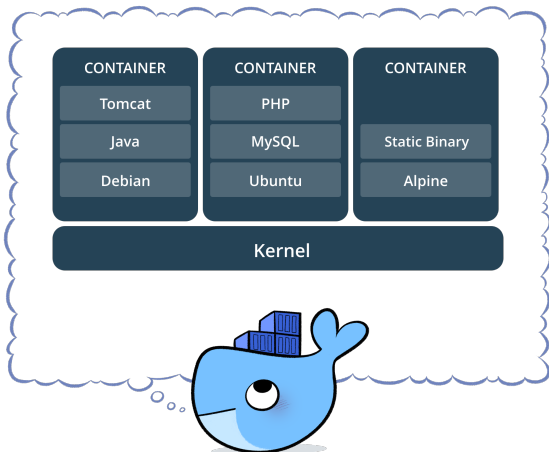 CONTAINER
Tomcat
Java
Debian
CONTAINER
PHP
MySQL
Ubuntu
CONTAINER
Static Binary
Alpine
Kernel